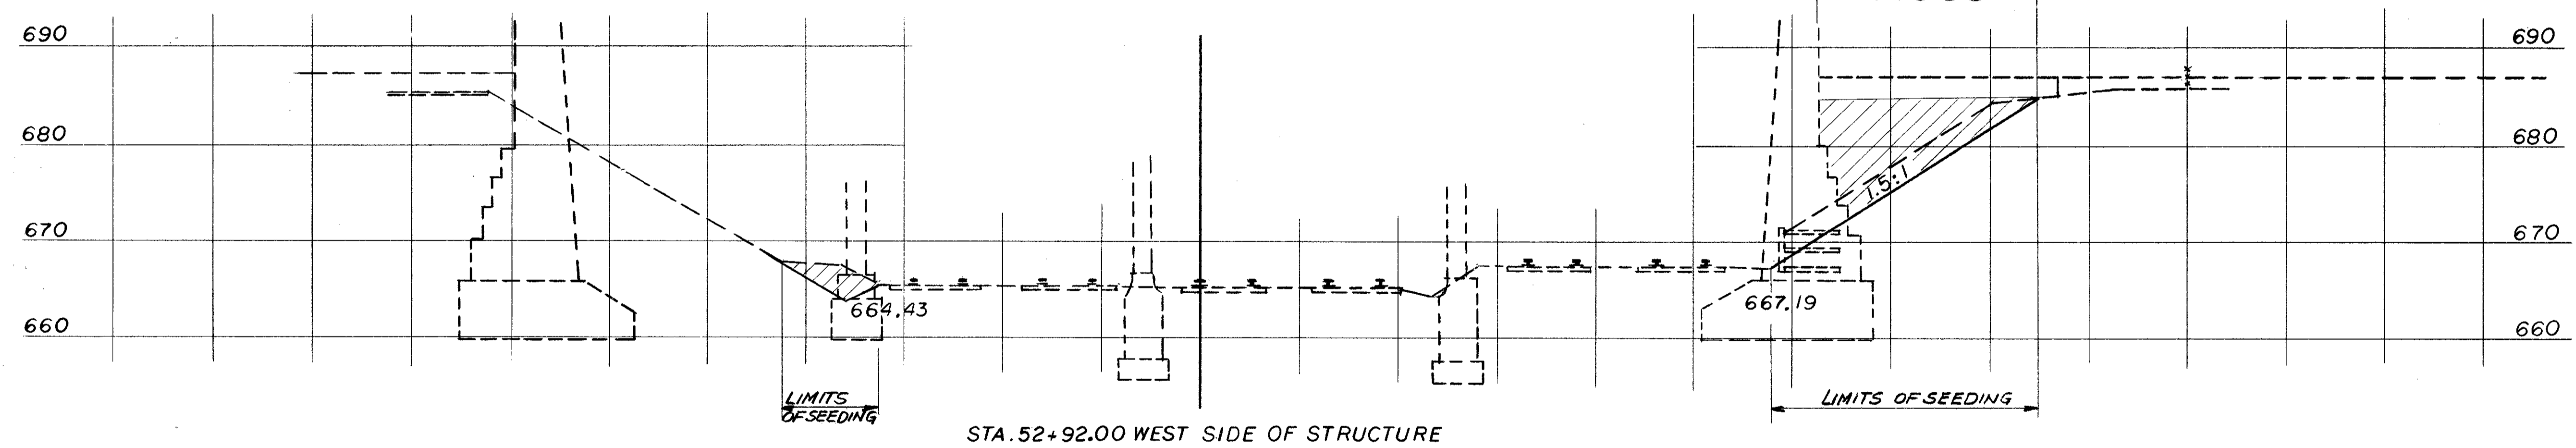 690
690
680
680
1.5:1
670
670
664.43
667.19
660
660
LIMITS
OF SEEDING
LIMITS OF SEEDING
STA. 52+92.00 WEST SIDE OF STRUCTURE